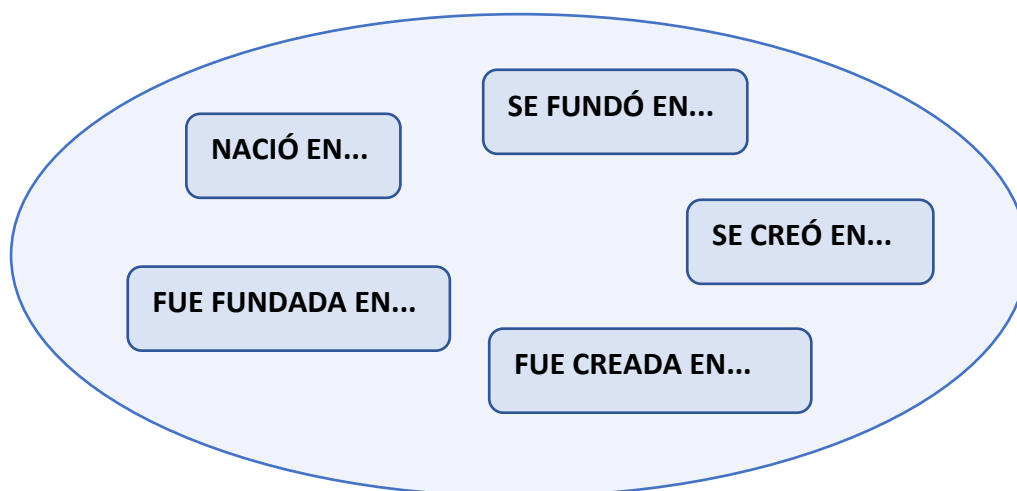 SE FUNDÓ EN...
NACIÓ EN...
SE CREÓ EN...
FUE FUNDADA EN...
FUE CREADA EN...